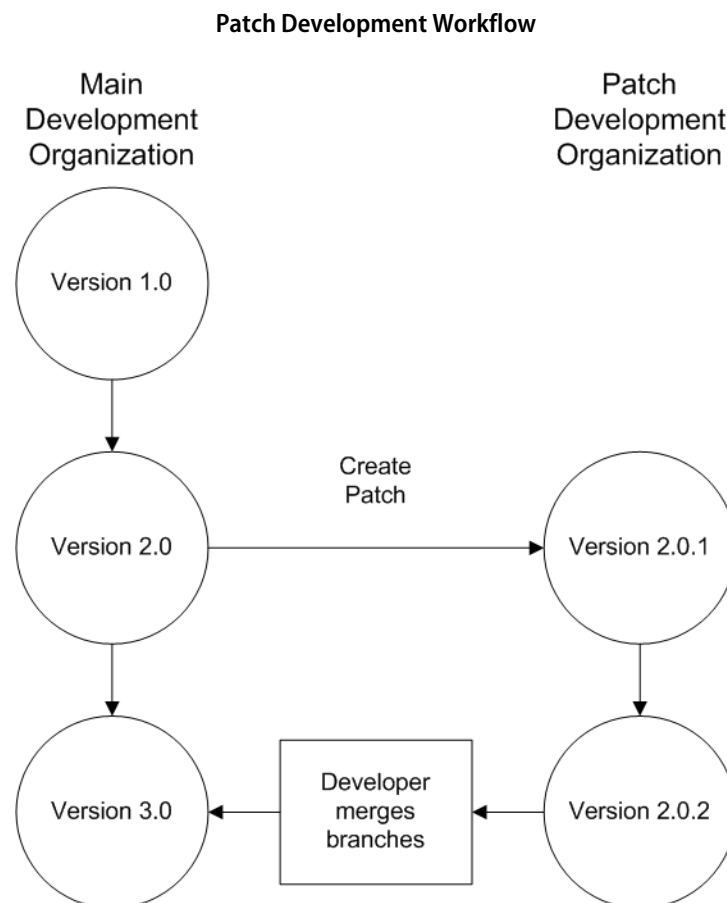 Patch Development Workflow
Main
Development
Organization
Patch
Development
Organization
Version 1.0
Create
Patch
Version 2.0
Version 2.0.1
Developer
merges
branches
Version 3.0
Version 2.0.2